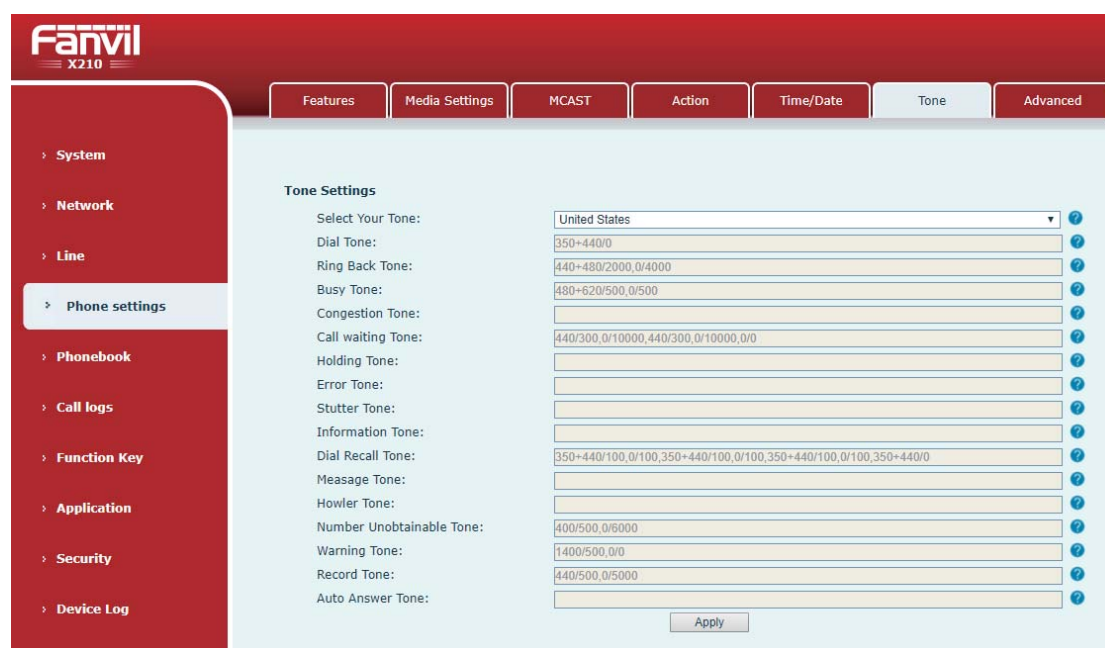 Fanvil
X210
Features Media Settings MCAST Action Time/Date Tone Advanced
› System
› Network
› Line
› Phone settings
› Phonebook
› Call logs
› Function Key
› Application
› Security
› Device Log
Tone Settings
Select Your Tone: United States ▼ ?
Dial Tone: 350+440/0 ?
Ring Back Tone: 440+480/2000,0/4000 ?
Busy Tone: 480+620/500,0/500 ?
Congestion Tone: ?
Call waiting Tone: 440/300,0/10000,440/300,0/10000,0/0 ?
Holding Tone: ?
Error Tone: ?
Stutter Tone: ?
Information Tone: ?
Dial Recall Tone: 350+440/100,0/100,350+440/100,0/100,350+440/100,0/100,350+440/0 ?
Measage Tone: ?
Howler Tone: ?
Number Unobtainable Tone: 400/500,0/6000 ?
Warning Tone: 1400/500,0/0 ?
Record Tone: 440/500,0/5000 ?
Auto Answer Tone: ?
Apply